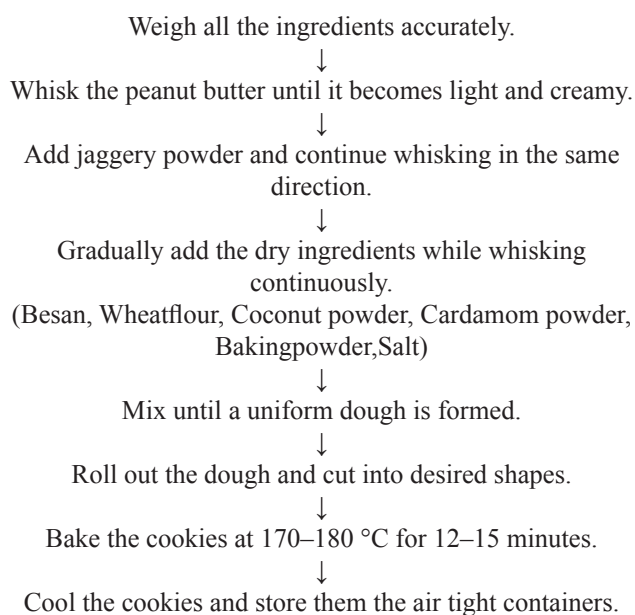 Weigh all the ingredients accurately.
↓
Whisk the peanut butter until it becomes light and creamy.
↓
Add jaggery powder and continue whisking in the same
direction.
↓
Gradually add the dry ingredients while whisking
continuously.
(Besan, Wheatflour, Coconut powder, Cardamom powder,
Bakingpowder,Salt)
↓
Mix until a uniform dough is formed.
↓
Roll out the dough and cut into desired shapes.
↓
Bake the cookies at 170–180 °C for 12–15 minutes.
↓
Cool the cookies and store them the air tight containers.